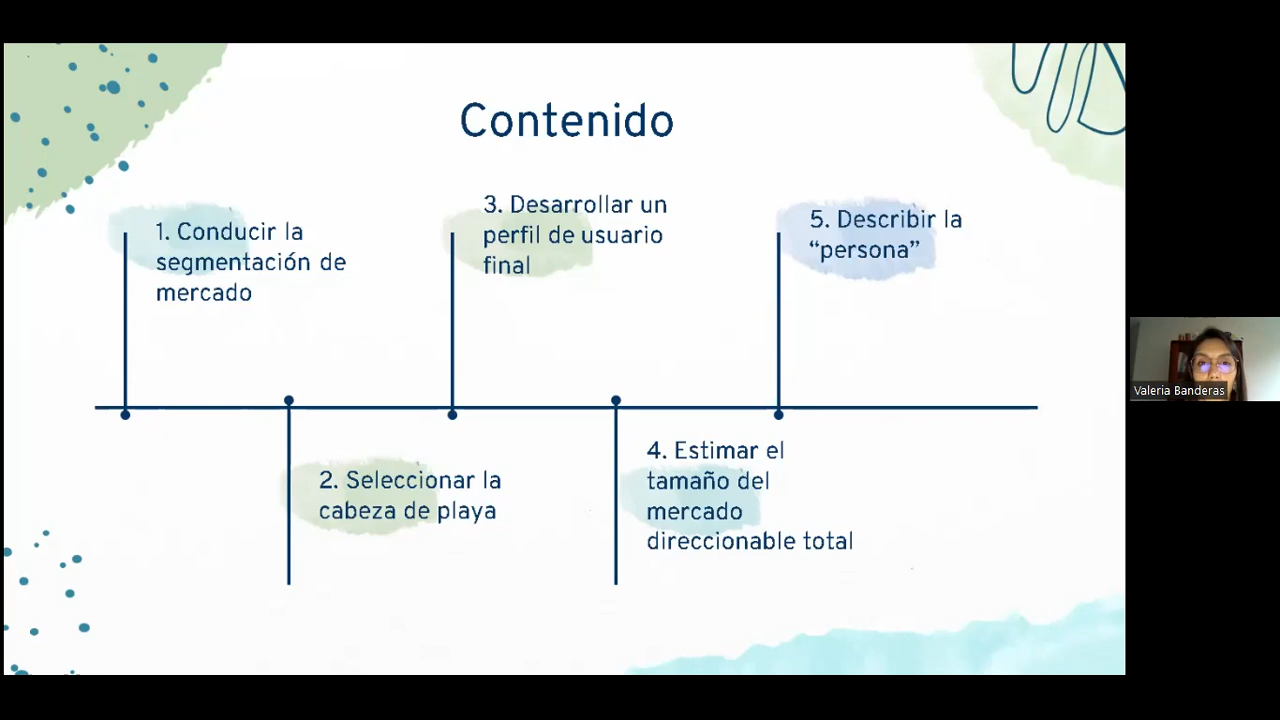 Contenido
1. Conducir la
segmentación de
mercado
2. Seleccionar la
cabeza de playa
3. Desarrollar un
perfil de usuario
final
4. Estimar el
tamaño del
mercado
direccionable total
5. Describir la
“persona”
Valeria Banderas